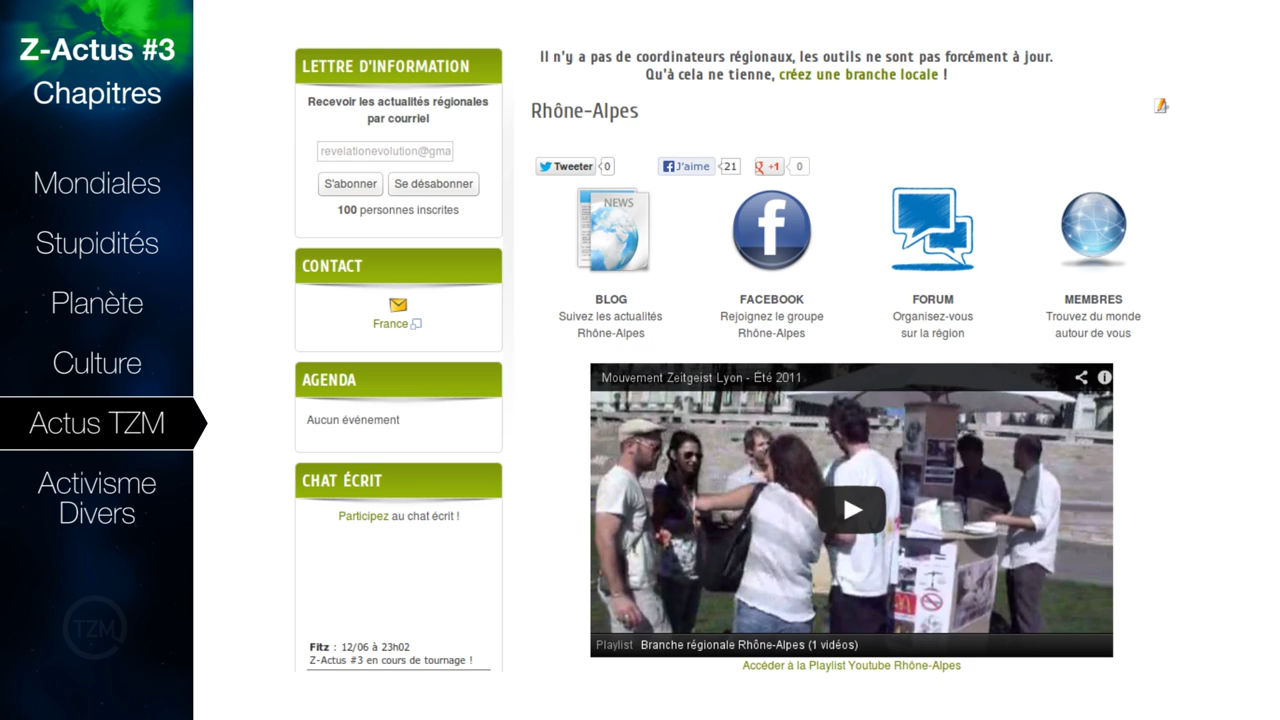 Z-Actus #3
Chapitres
Mondiales
Stupidités
Planète
Culture
Actus TZM
Activisme
Divers
TZM
LETTRE D'INFORMATION
Recevoir les actualités régionales
par courriel
revelationevolution@gma
S'abonner
Se désabonner
100 personnes inscrites
CONTACT
France
AGENDA
Aucun événement
CHAT ÉCRIT
Participez au chat écrit !
Fitz : 12/06 à 23h02
Z-Actus #3 en cours de tournage !
Il n'y a pas de coordinateurs régionaux, les outils ne sont pas forcément à jour.
Qu'à cela ne tienne, créez une branche locale !
Rhône-Alpes
Tweeter 0
J'aime 21
g +1 0
NEWS
BLOG
Suivez les actualités
Rhône-Alpes
FACEBOOK
Rejoignez le groupe
Rhône-Alpes
FORUM
Organisez-vous
sur la région
MEMBRES
Trouvez du monde
autour de vous
Mouvement Zeitgeist Lyon - Été 2011
Playlist Branche régionale Rhône-Alpes (1 vidéos)
Accéder à la Playlist Youtube Rhône-Alpes